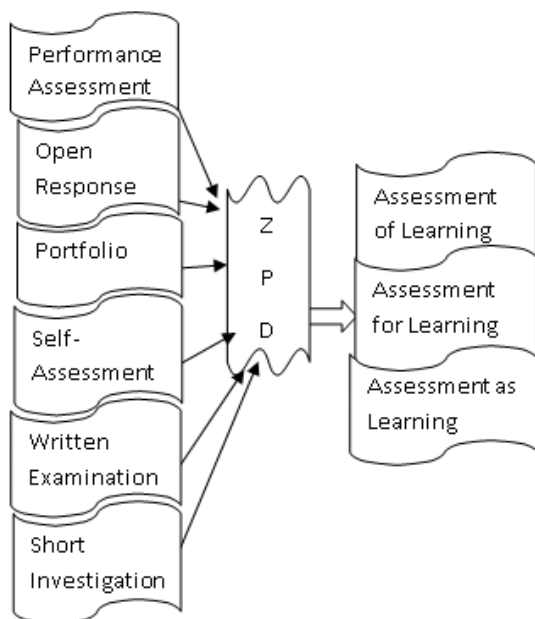 Performance
Assessment
Open
Response
Portfolio
Self-
Assessment
Written
Examination
Short
Investigation
Z
P
D
Assessment
of Learning
Assessment
for Learning
Assessment as
Learning